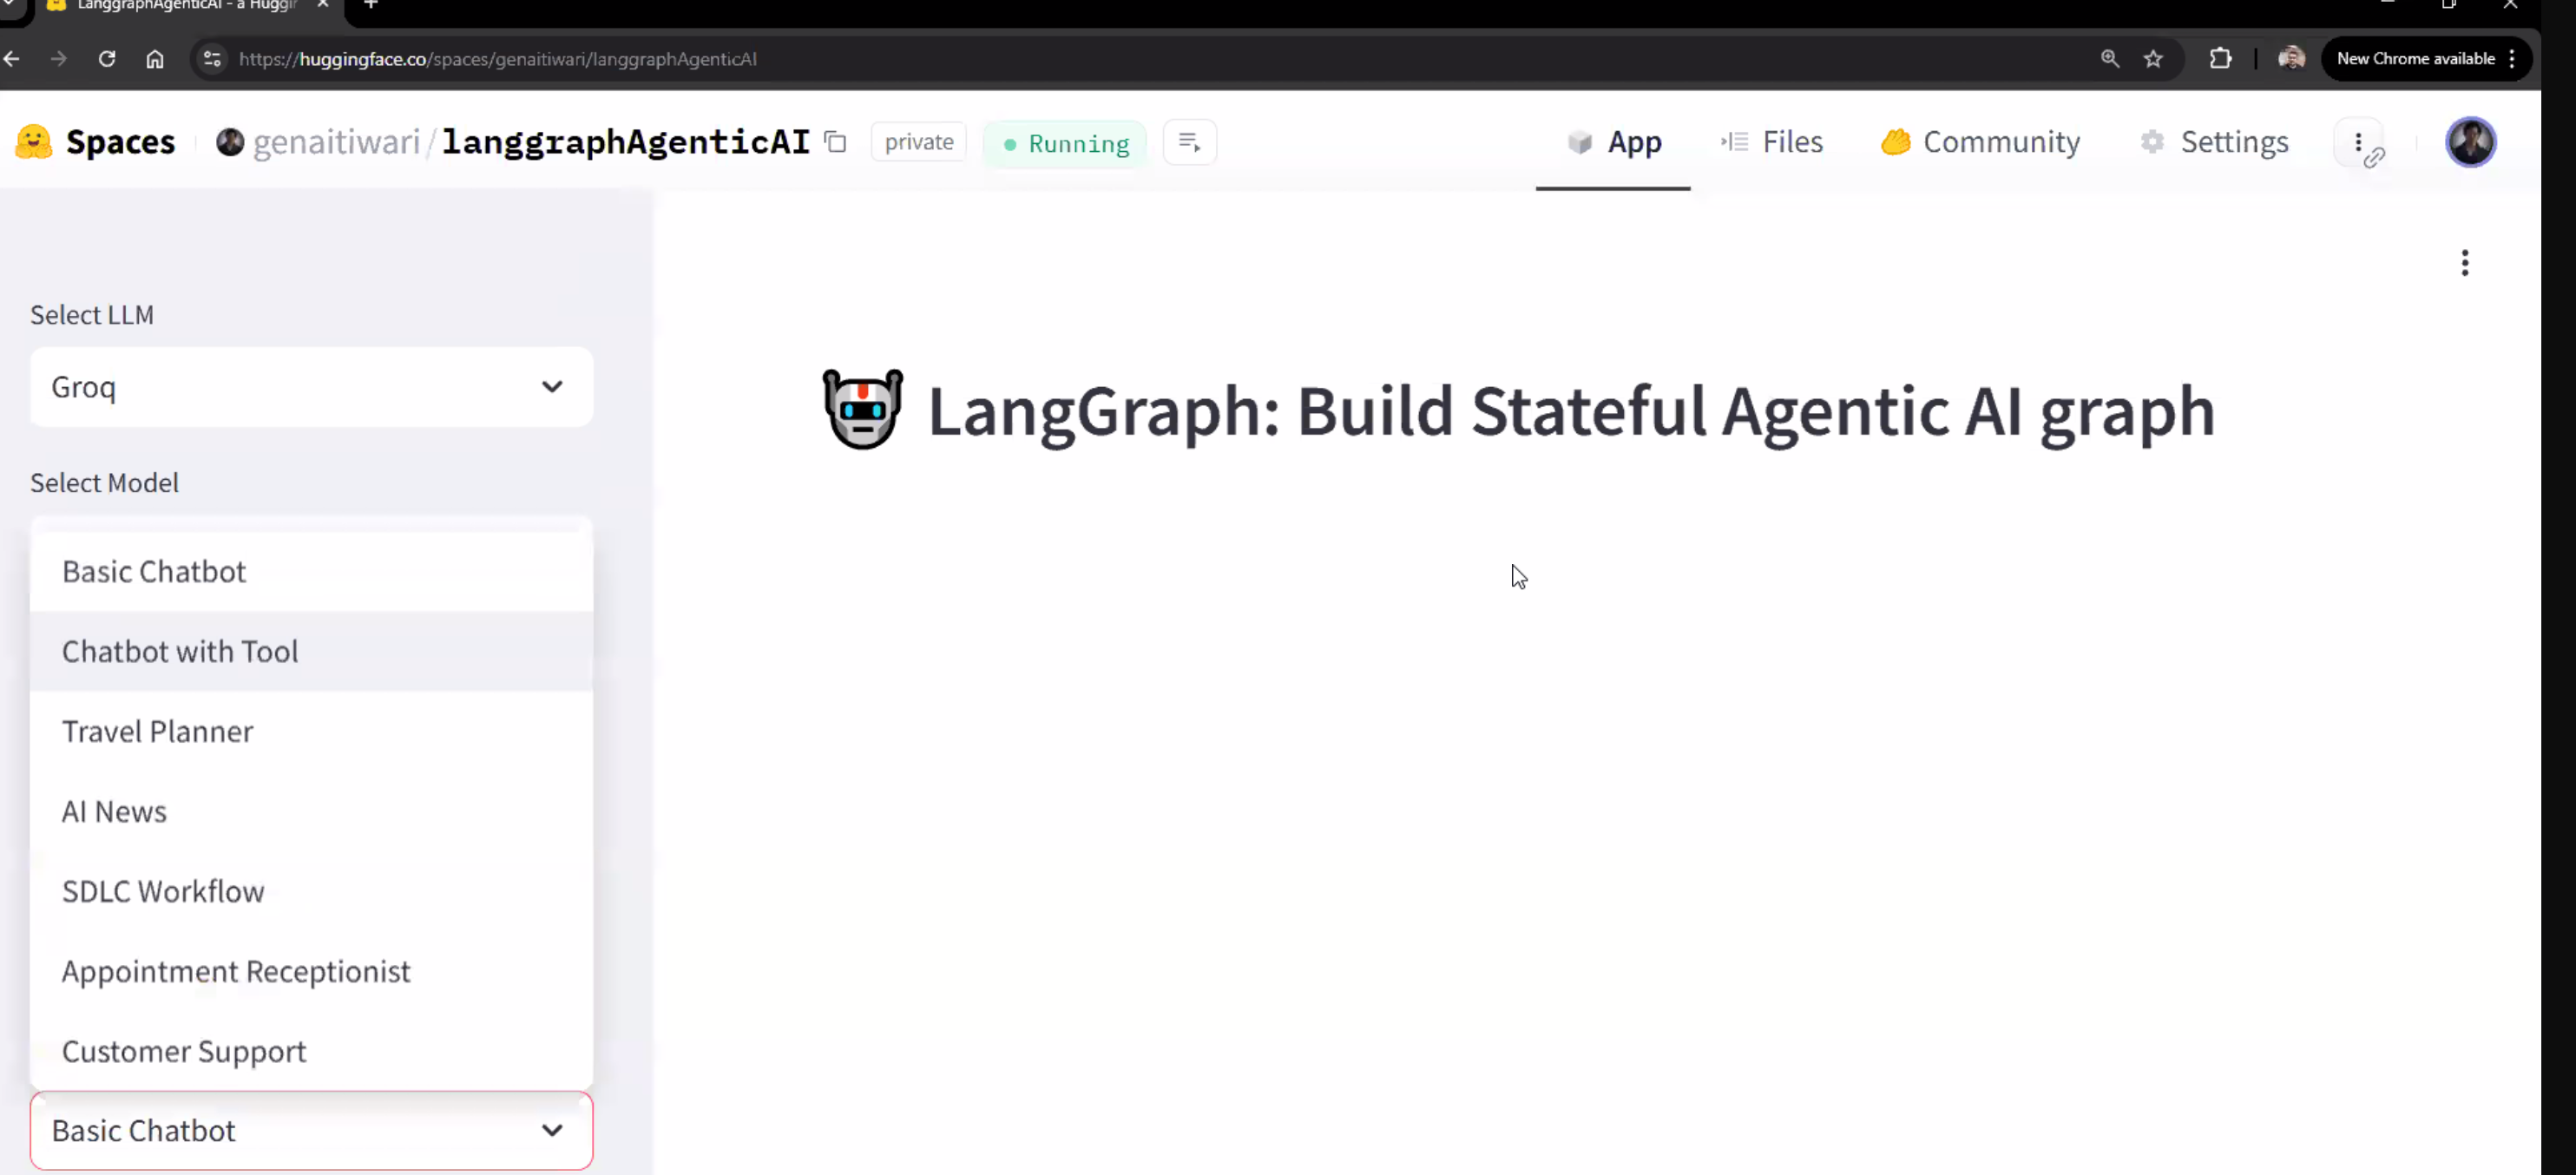 LanggraphAgenticAI - a Huggin
https://huggingface.co/spaces/genaitiwari/langgraphAgenticAI
New Chrome available
Spaces
genaitiwari/langgraphAgenticAI
private
Running
App
Files
Community
Settings
Select LLM
Groq
LangGraph: Build Stateful Agentic AI graph
Select Model
Basic Chatbot
Chatbot with Tool
Travel Planner
AI News
SDLC Workflow
Appointment Receptionist
Customer Support
Basic Chatbot